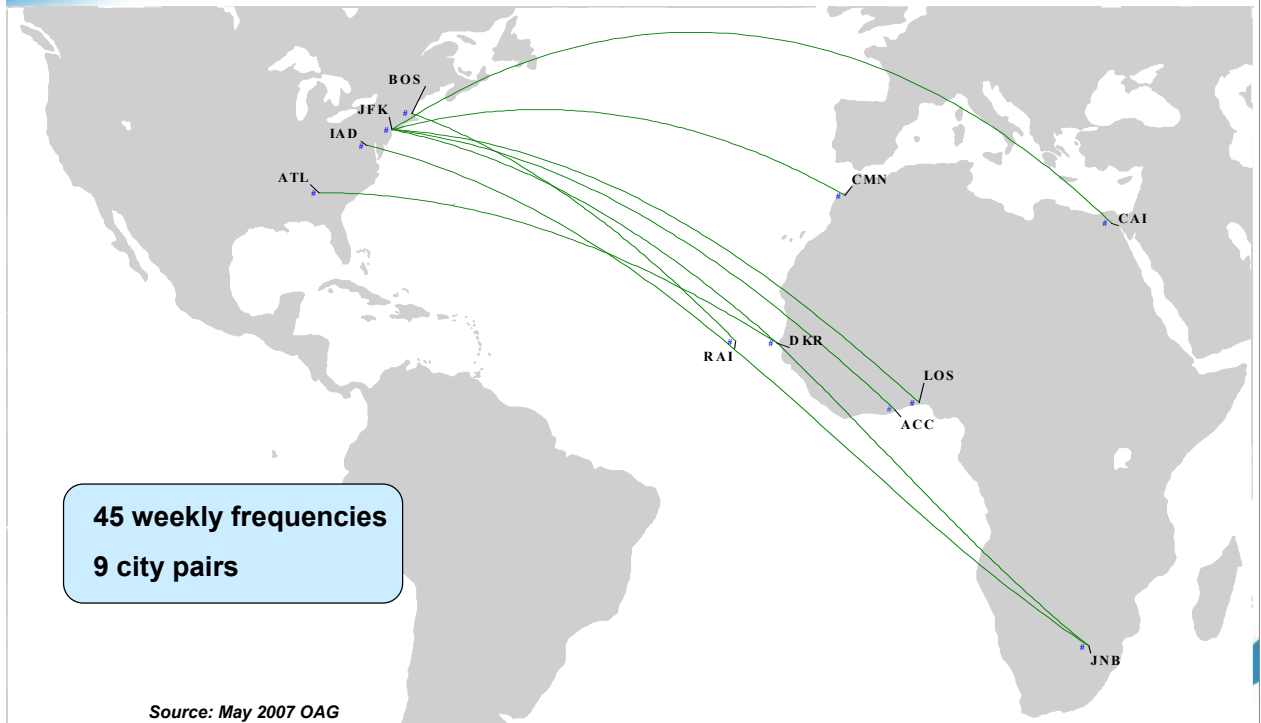 BOS
JFK
IAD
ATL
CMN
CAI
DKR
RAI
LOS
ACC
45 weekly frequencies
9 city pairs
JNB
Source: May 2007 OAG